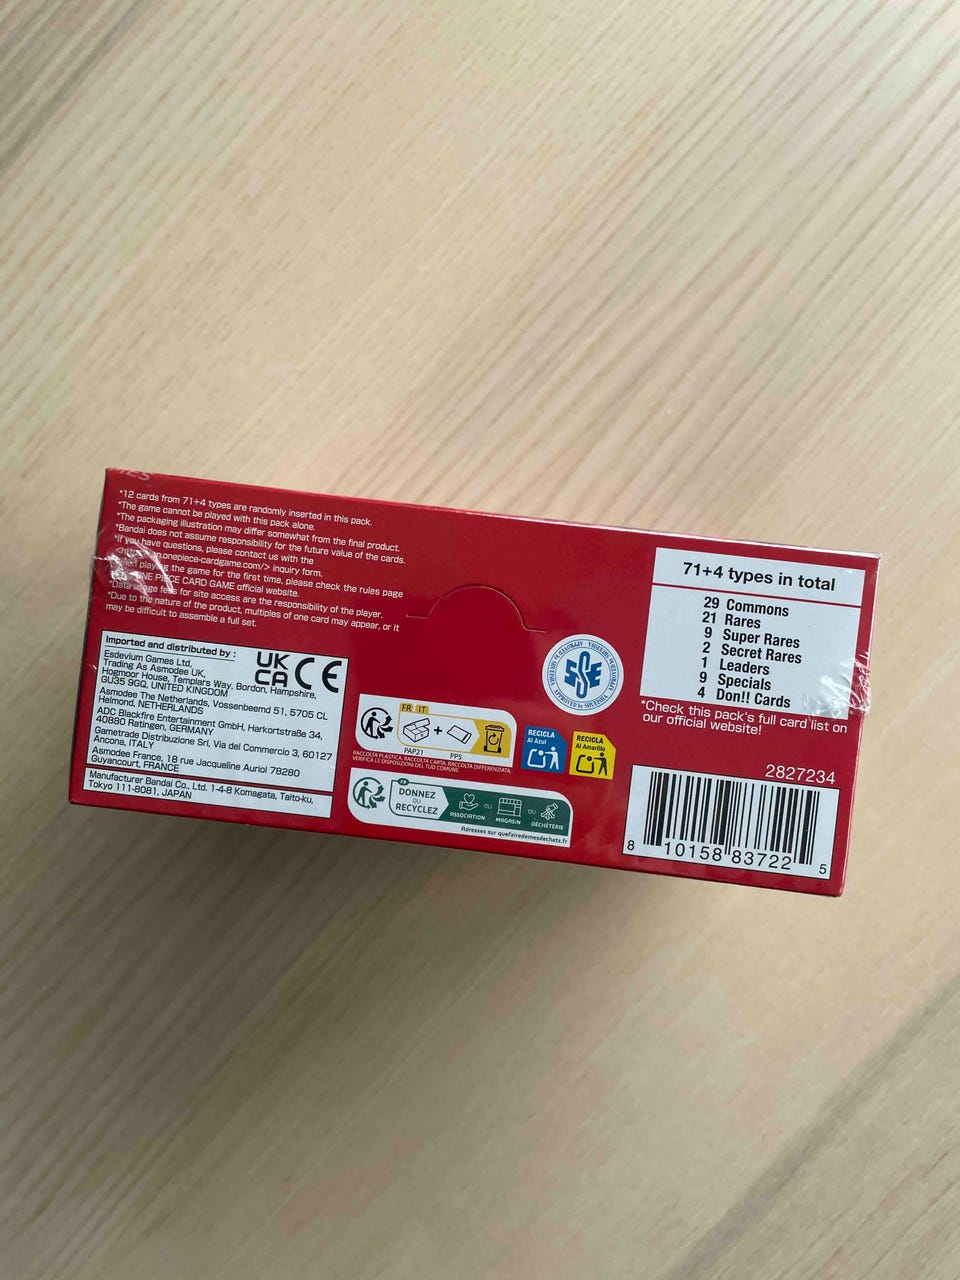 *12 cards from 71+4 types are randomly inserted in this pack.
*The game cannot be played with this pack alone.
*The packaging illustration may differ somewhat from the final product.
*Bandai does not assume responsibility for the future value of the cards.
*If you have questions, please contact us with the
onepiece-cardgame.com/> inquiry form.
playing the game for the first time, please check the rules page
ONE PIECE CARD GAME official website.
*Data usage fees for site access are the responsibility of the player.
*Due to the nature of the product, multiples of one card may appear, or it
may be difficult to assemble a full set.
Imported and distributed by :
Esdevium Games Ltd,
Trading As Asmodee UK,
Hogmoor House, Templars Way, Bordon, Hampshire,
GU35 9GQ, UNITED KINGDOM
Asmodee The Netherlands, Vossenbeemd 51, 5705 CL
Helmond, NETHERLANDS
ADC Blackfire Entertainment GmbH, Harkortstraße 34,
40880 Ratingen, GERMANY
Gametrade Distribuzione Srl, Via del Commercio 3, 60127
Ancona, ITALY
Asmodee France, 18 rue Jacqueline Auriol 78280
Guyancourt, FRANCE
Manufacturer Bandai Co., Ltd. 1-4-8 Komagata, Taito-ku,
Tokyo 111-8081, JAPAN
UK
CA
CE
FR IT
PAP21
PP5
RACCOLTA PLASTICA. RACCOLTA CARTA. RACCOLTA DIFFERENZIATA.
VERIFICA LE DISPOSIZIONI DEL TUO COMUNE.
FR
DONNEZ
OU
RECYCLEZ
ASSOCIATION
OU
MAGASIN
OU
DÉCHÈTERIE
Adresses sur quefairedemesdechets.fr
APPROVED by SHUEISHA
RECICLA
Al Azul
RECICLA
Al Amarillo
71+4 types in total
29 Commons
21 Rares
9 Super Rares
2 Secret Rares
1 Leaders
9 Specials
4 Don!! Cards
*Check this pack's full card list on
our official website!
2827234
8 10158 83722 5